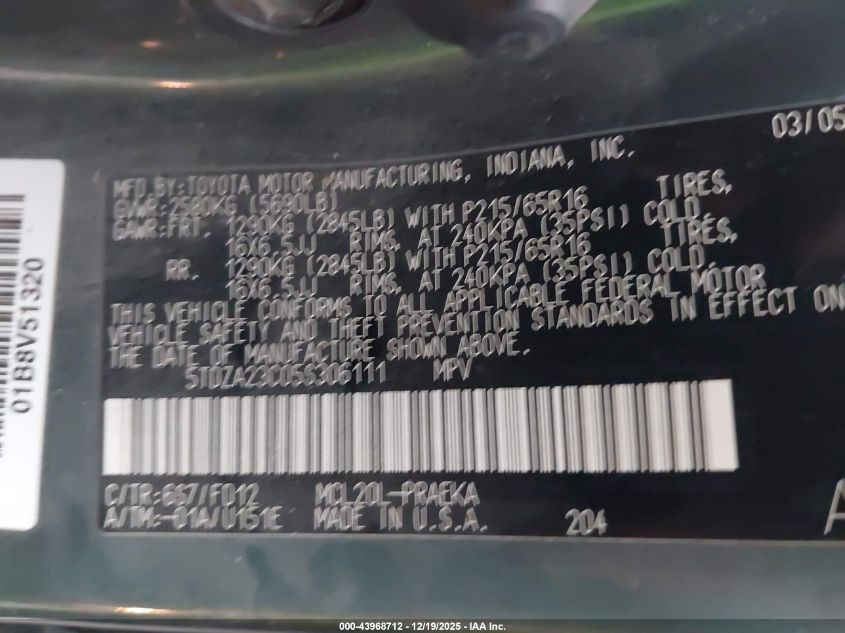 03/05
MFD.BY:TOYOTA MOTOR MANUFACTURING, INDIANA, INC.
GVWR:2580KG (5690LB)
GAWR:FRT. 1290KG (2845LB) WITH P215/65R16 TIRES,
16X6.5JJ RIMS, AT 240KPA (35PSI) COLD.
RR. 1290KG (2845LB) WITH P215/65R16 TIRES,
16X6.5JJ RIMS, AT 240KPA (35PSI) COLD.
THIS VEHICLE CONFORMS TO ALL APPLICABLE FEDERAL MOTOR
VEHICLE SAFETY AND THEFT PREVENTION STANDARDS IN EFFECT ON
THE DATE OF MANUFACTURE SHOWN ABOVE.
5TDZA23C05S306111 MPV
C/TR:6S7/FD12 MCL20L-PRAEKA
A/TM:-01A/U151E MADE IN U.S.A. 204
01B8V51320
000-43968712 - 12/19/2025 - IAA Inc.